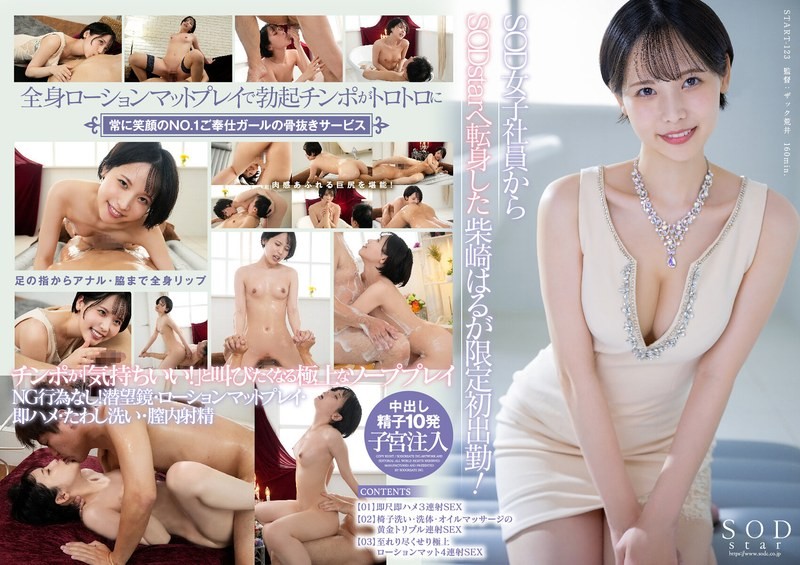 全身ローションマットプレイで勃起チンポがトロトロに
常に笑顔のNO.1ご奉仕ガールの骨抜きサービス
肉感あふれる巨尻を堪能！
足の指からアナル・脇まで全身リップ
チンポが「気持ちいい!」と叫びたくなる極上なソーププレイ
NG行為なし!潜望鏡・ローションマットプレイ・
即ハメ・たわし洗い・膣内射精
中出し
精子10発
子宮注入
CONTENTS
【01】即尺即ハメ3連射SEX
【02】椅子洗い・洗体・オイルマッサージの
黄金トリプル連射SEX
【03】至れり尽くせり極上
ローションマット4連射SEX
SOD女子社員から
SODstarへ転身した柴崎はるが限定初出勤！
START-123 監督：ザック荒井 160min.
SOD
star
https://www.sod.co.jp